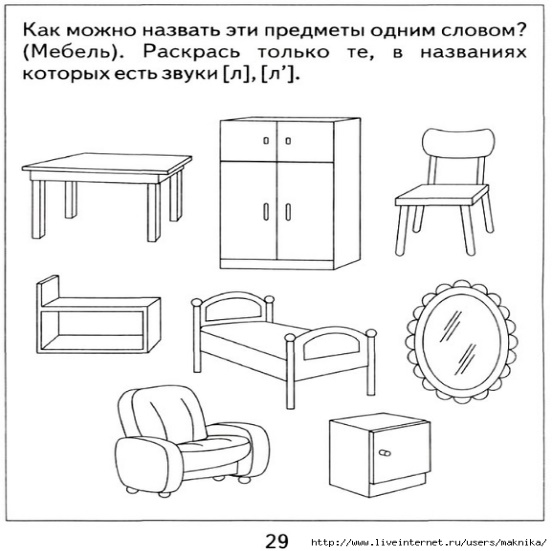 Как можно назвать эти предметы одним словом?
(Мебель). Раскрась только те, в названиях
которых есть звуки [л], [л’].
29
http://www.liveinternet.ru/users/maknika/